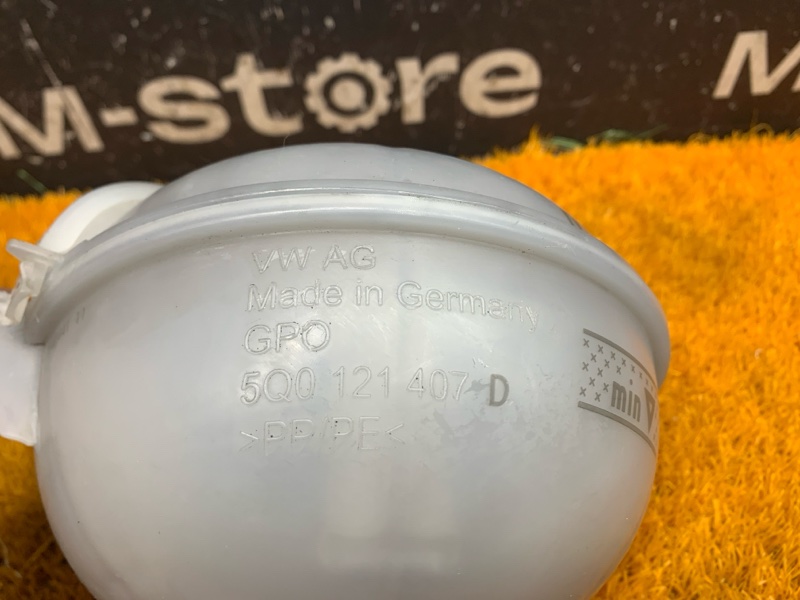 M-store
M
VW AG
Made in Germany
GPO
5Q0 121 407 D
>PP/PE<
min